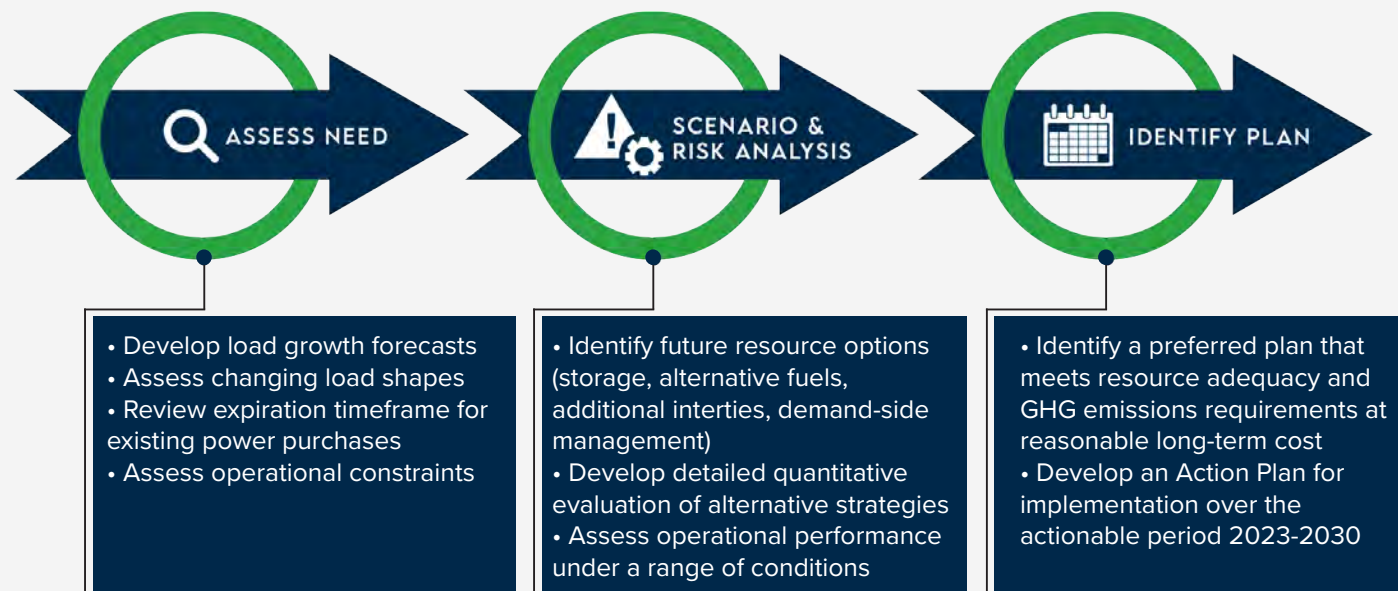 ASSESS NEED
SCENARIO &
RISK ANALYSIS
IDENTIFY PLAN
• Develop load growth forecasts
• Assess changing load shapes
• Review expiration timeframe for
existing power purchases
• Assess operational constraints
• Identify future resource options
(storage, alternative fuels,
additional interties, demand-side
management)
• Develop detailed quantitative
evaluation of alternative strategies
• Assess operational performance
under a range of conditions
• Identify a preferred plan that
meets resource adequacy and
GHG emissions requirements at
reasonable long-term cost
• Develop an Action Plan for
implementation over the
actionable period 2023-2030